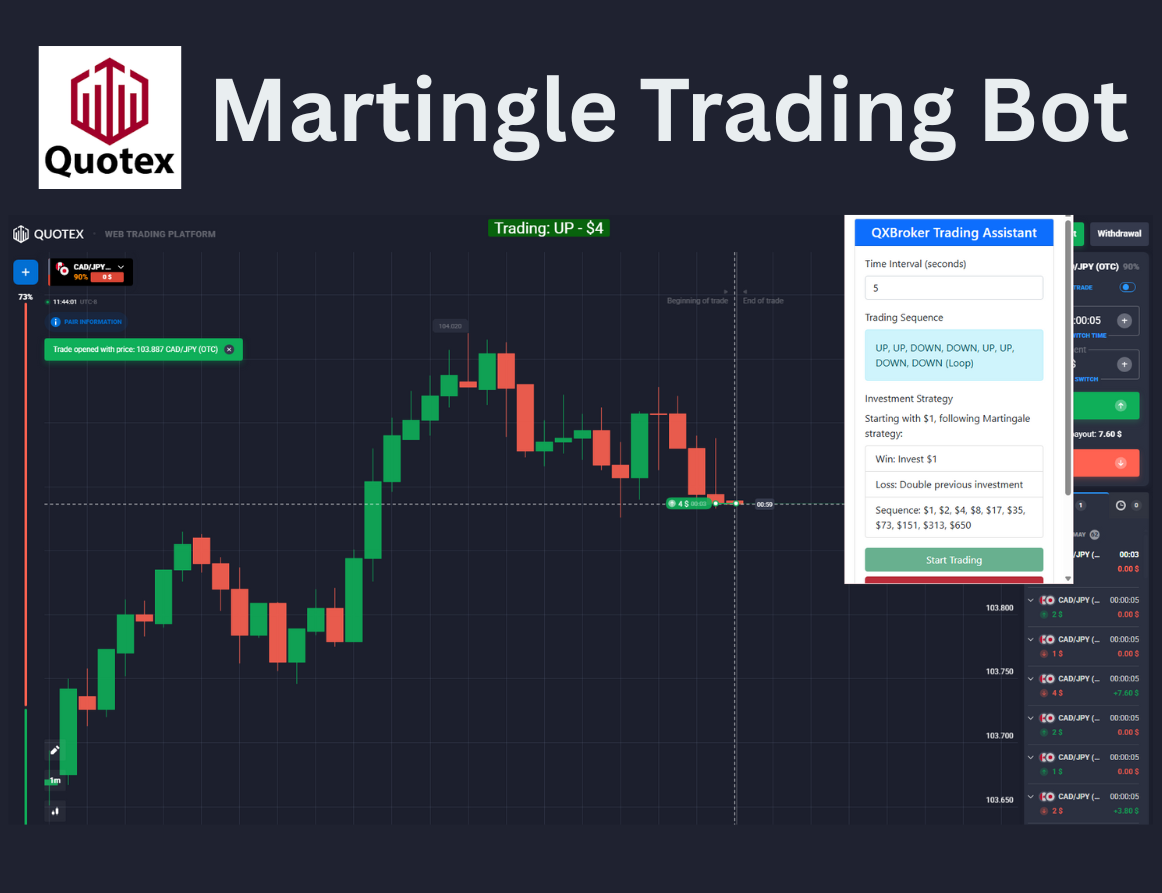 Quotex
Martingle Trading Bot
QUOTEX · WEB TRADING PLATFORM
Trading: UP - $4
QXBroker Trading Assistant
Withdrawal
+
CAD/JPY...
90% 0 $
73%
11:44:01 UTC-6
PAIR INFORMATION
Trade opened with price: 103.887 CAD/JPY (OTC)
Beginning of trade
End of trade
104.020
4 $ 00:03
00:59
Time Interval (seconds)
5
Trading Sequence
UP, UP, DOWN, DOWN, UP, UP,
DOWN, DOWN (Loop)
Investment Strategy
Starting with $1, following Martingale
strategy:
Win: Invest $1
Loss: Double previous investment
Sequence: $1, $2, $4, $8, $17, $35,
$73, $151, $313, $650
Start Trading
/JPY (OTC) 90%
TRADE
:00:05
ITCH TIME
ent
$
SWITCH
ayout: 7.60 $
1
0
MAY 02
/JPY (... 00:03
0.00 $
CAD/JPY (... 00:00:05
2 $ 0.00 $
CAD/JPY (... 00:00:05
1 $ 0.00 $
CAD/JPY (... 00:00:05
4 $ +7.60 $
CAD/JPY (... 00:00:05
2 $ 0.00 $
CAD/JPY (... 00:00:05
1 $ 0.00 $
CAD/JPY (... 00:00:05
2 $ +3.80 $
103.800
103.750
103.700
103.650
1m